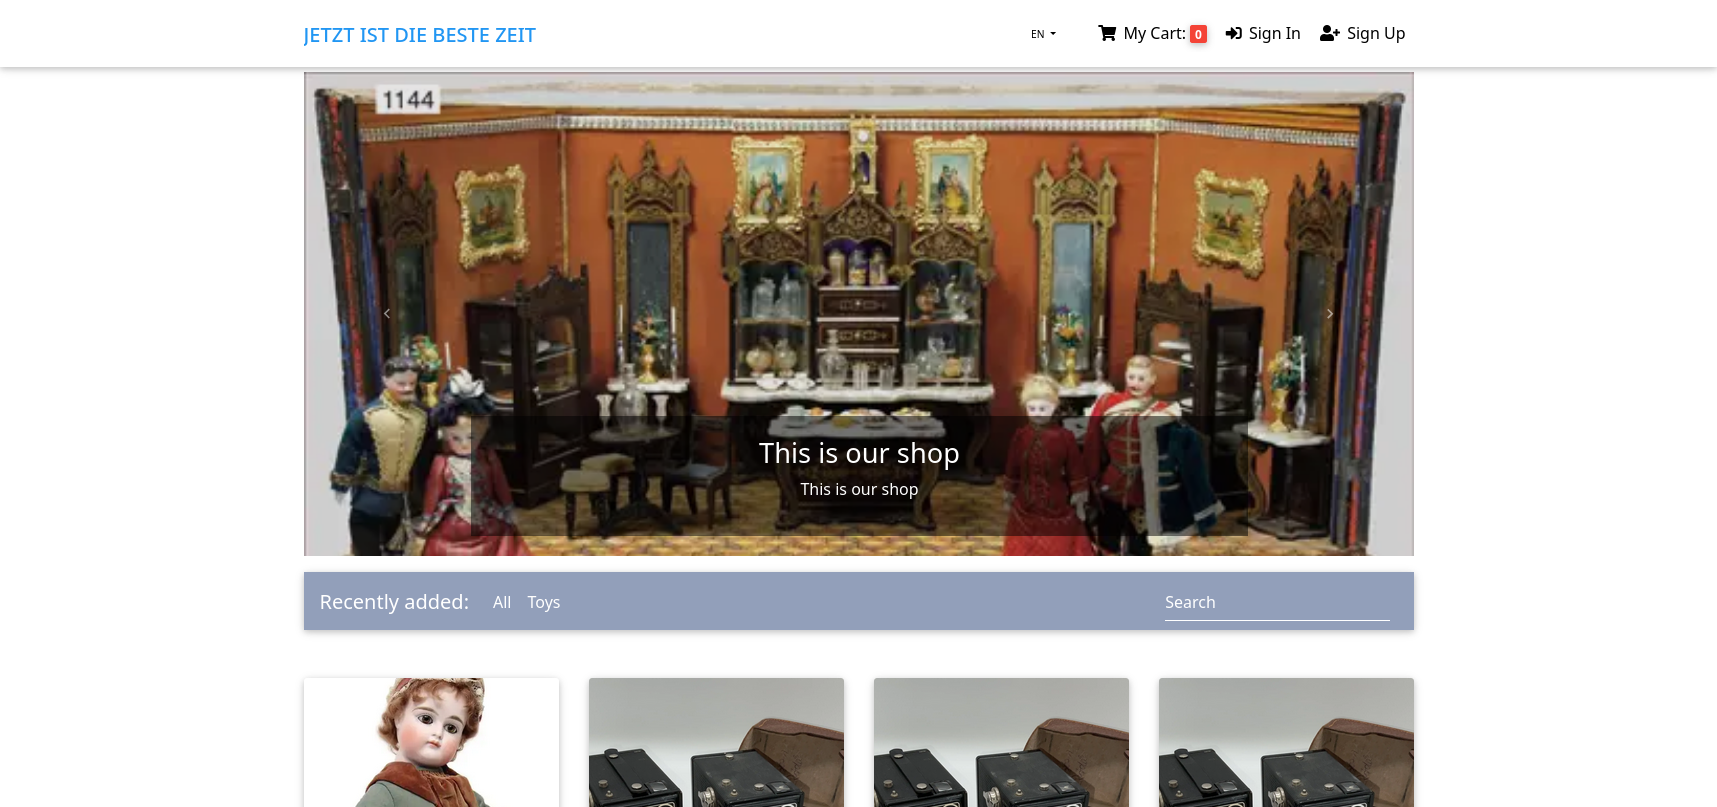 JETZT IST DIE BESTE ZEIT
EN
My Cart: 0
Sign In
Sign Up
1144
This is our shop
This is our shop
Recently added:
All
Toys
Search